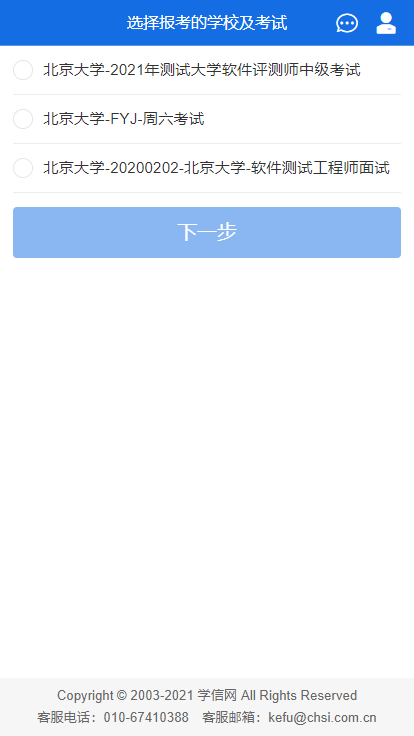 选择报考的学校及考试
北京大学-2021年测试大学软件评测师中级考试
北京大学-FYJ-周六考试
北京大学-20200202-北京大学-软件测试工程师面试
下一步
Copyright © 2003-2021 学信网 All Rights Reserved
客服电话：010-67410388 客服邮箱：kefu@chsi.com.cn